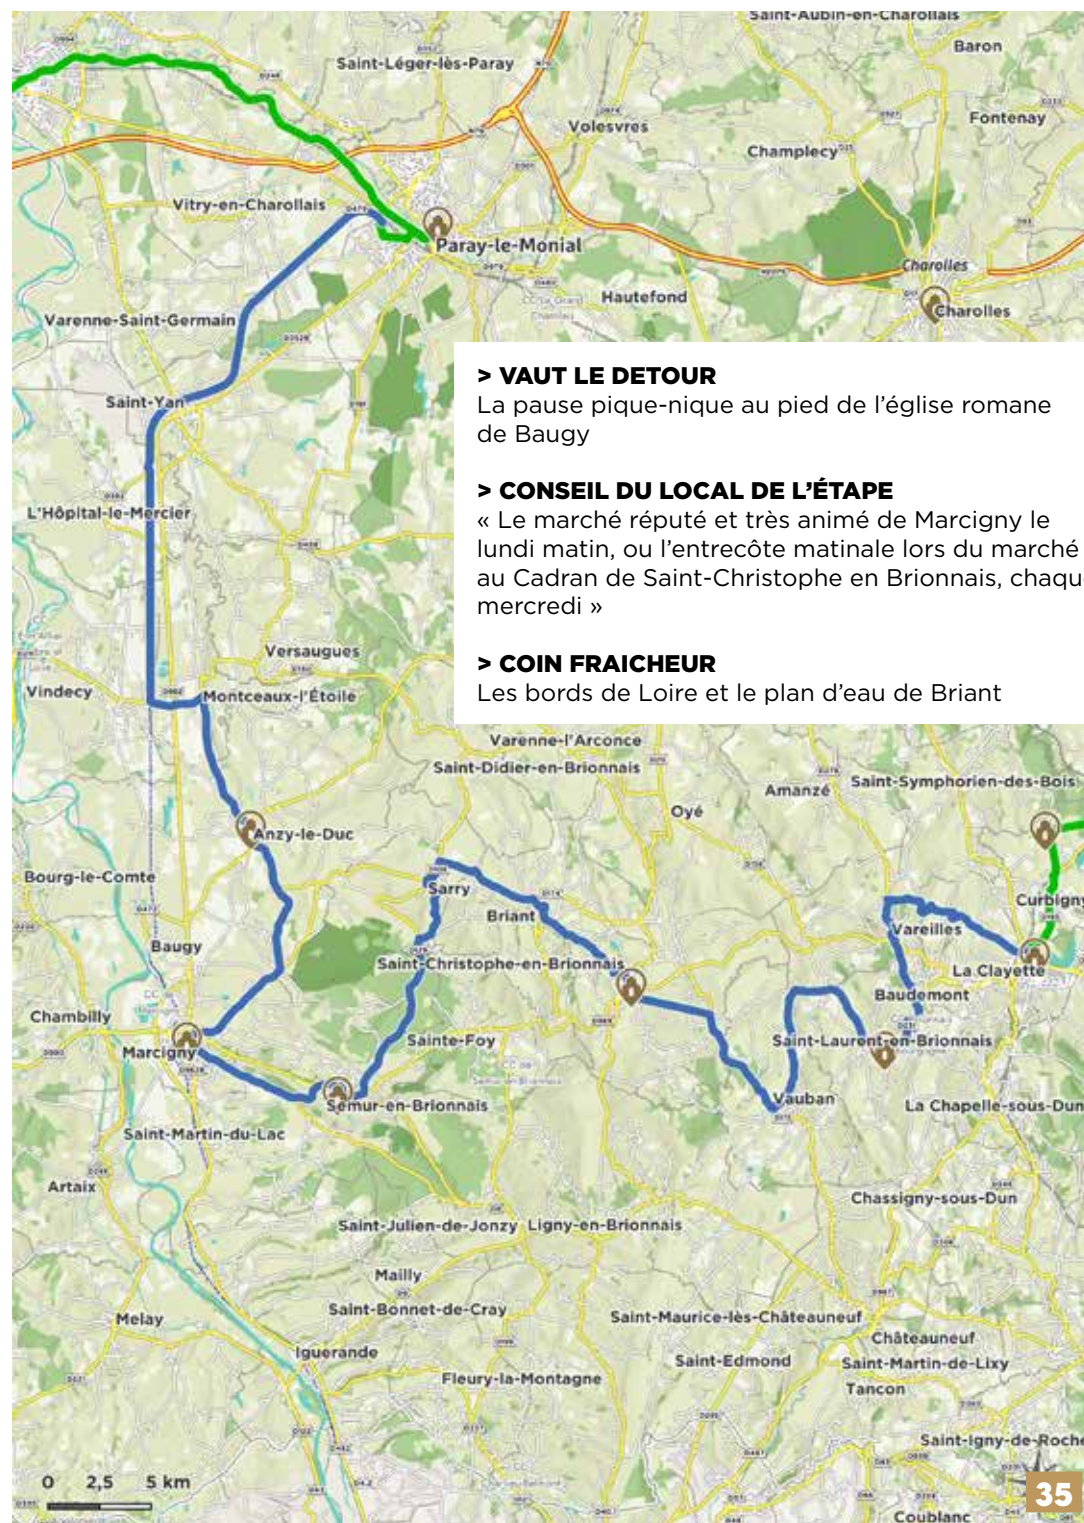 Saint-Aubin-en-Charollais
Baron
Saint-Léger-lès-Paray
Fontenay
Volesvres
Champlecy
Vitry-en-Charollais
Paray-le-Monial
Charolles
Hautefond
Charolles
Varenne-Saint-Germain
Saint-Yan
L'Hôpital-le-Mercier
> VAUT LE DETOUR
La pause pique-nique au pied de l'église romane
de Baugy
> CONSEIL DU LOCAL DE L'ÉTAPE
« Le marché réputé et très animé de Marcigny le
lundi matin, ou l'entrecôte matinale lors du marché
au Cadran de Saint-Christophe en Brionnais, chaque
mercredi »
> COIN FRAICHEUR
Les bords de Loire et le plan d'eau de Briant
Versaugues
Vindecy
Montceaux-l'Étoile
Varenne-l'Arconce
Saint-Didier-en-Brionnais
Saint-Symphorien-des-Bois
Amanzé
Oyé
Anzy-le-Duc
Bourg-le-Comte
Sarry
Curbigny
Briant
Vareilles
Baugy
Saint-Christophe-en-Brionnais
La Clayette
Baudemont
Chambilly
Sainte-Foy
Saint-Laurent-en-Brionnais
Marcigny
Vauban
Semur-en-Brionnais
La Chapelle-sous-Dun
Saint-Martin-du-Lac
Artaix
Chassigny-sous-Dun
Saint-Julien-de-Jonzy
Ligny-en-Brionnais
Mailly
Saint-Bonnet-de-Cray
Saint-Maurice-lès-Châteauneuf
Melay
Châteauneuf
Iguerande
Saint-Edmond
Saint-Martin-de-Lixy
Fleury-la-Montagne
Tancon
Saint-Igny-de-Roche
0 2,5 5 km
35
Coublanc